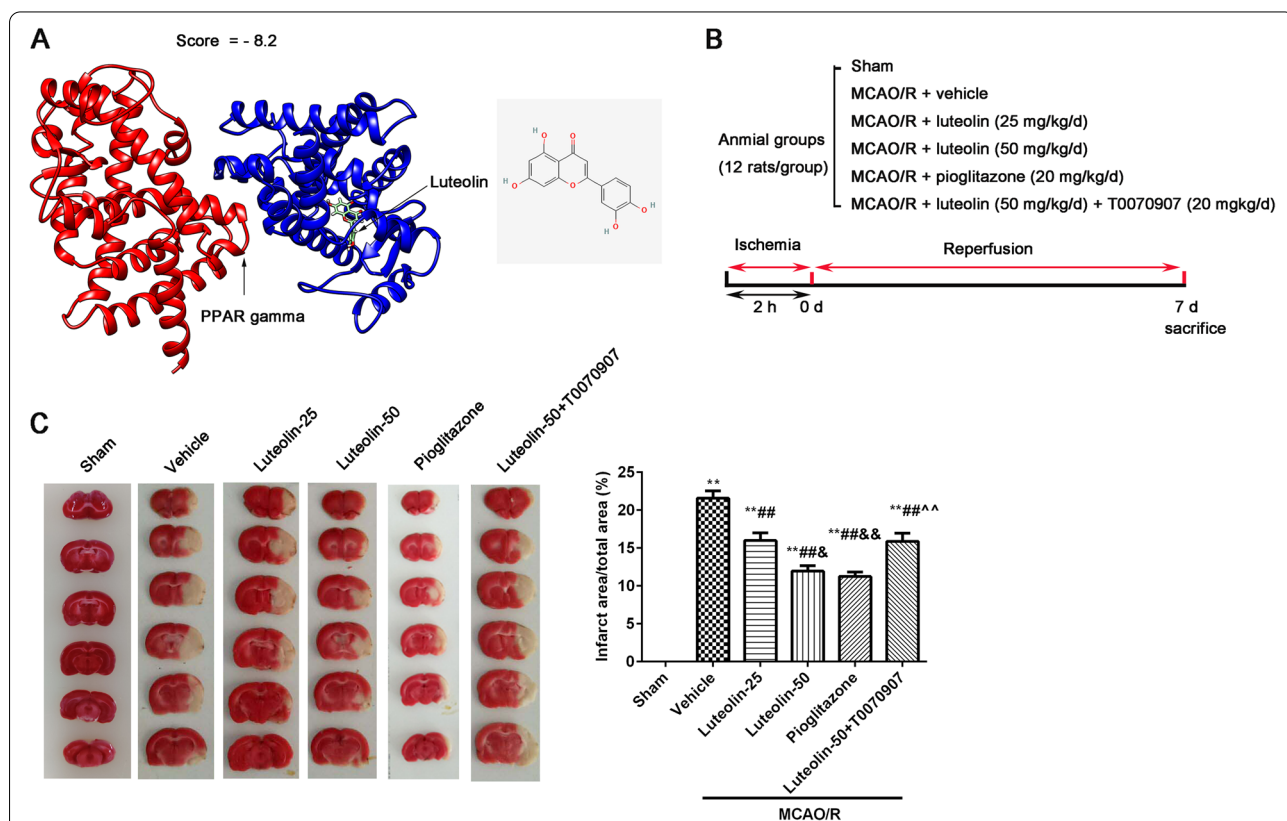 A
Score = - 8.2
Luteolin
PPAR gamma
H
O
O
H
O
O
O
H
O
H
B
Sham
MCAO/R + vehicle
MCAO/R + luteolin (25 mg/kg/d)
Anmial groups
(12 rats/group)
MCAO/R + luteolin (50 mg/kg/d)
MCAO/R + pioglitazone (20 mg/kg/d)
MCAO/R + luteolin (50 mg/kg/d) + T0070907 (20 mgkg/d)
Ischemia
Reperfusion
2 h
0 d
7 d
sacrifice
C
Sham
Vehicle
Luteolin-25
Luteolin-50
Pioglitazone
Luteolin-50+T0070907
Infarct area/total area (%)
25
20
15
10
5
0
**
**##
**##&
**##&&
**##^^
Sham
Vehicle
Luteolin-25
Luteolin-50
Pioglitazone
Luteolin-50+T0070907
MCAO/R